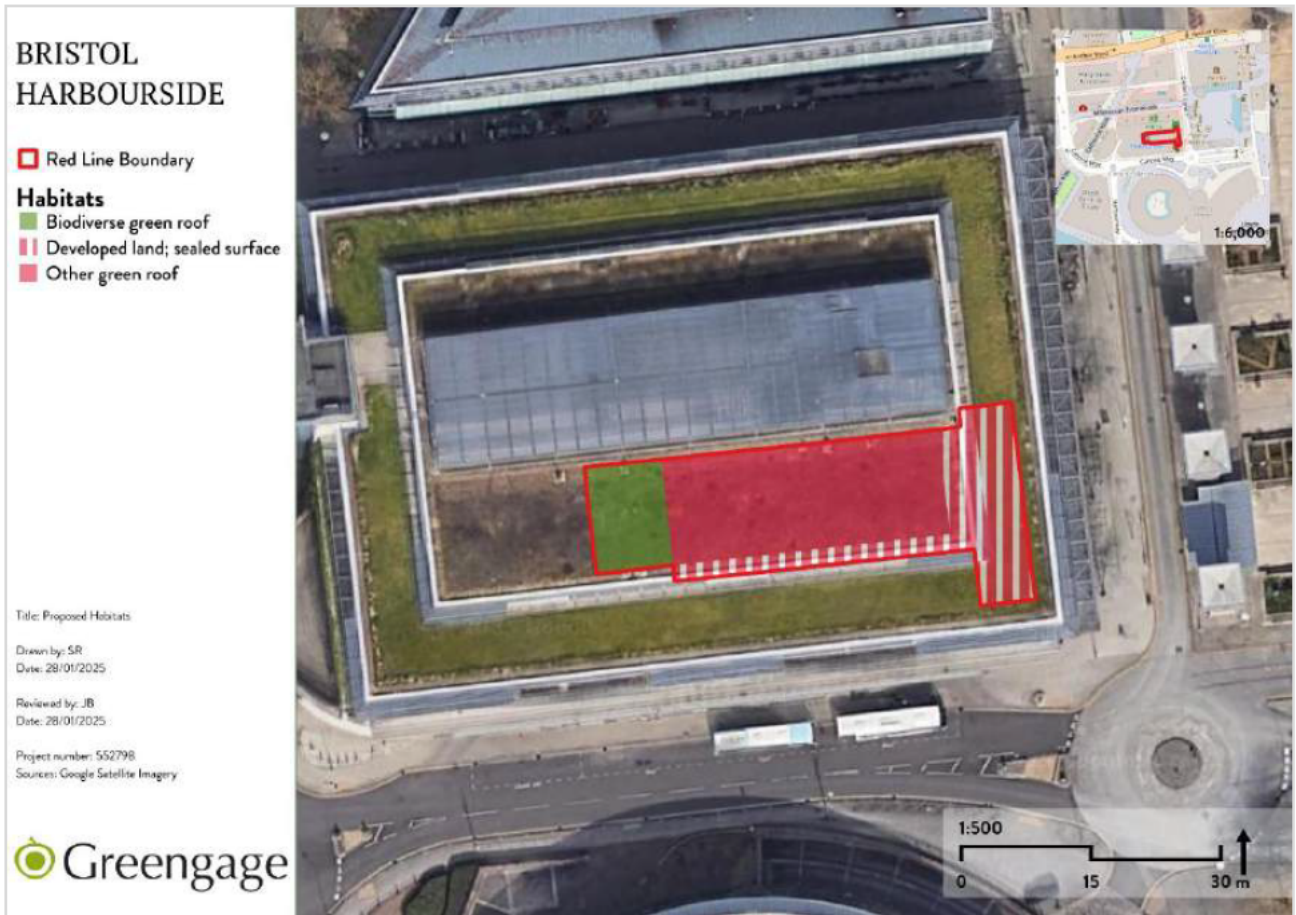 BRISTOL
HARBOURSIDE
Red Line Boundary
Habitats
Biodiverse green roof
Developed land; sealed surface
Other green roof
Title: Proposed Habitats
Drawn by: SR
Date: 28/01/2025
Reviewed by: JB
Date: 28/01/2025
Project number: 552798
Sources: Google Satellite Imagery
Greengage
1:6,000
1:500
0 15 30 m